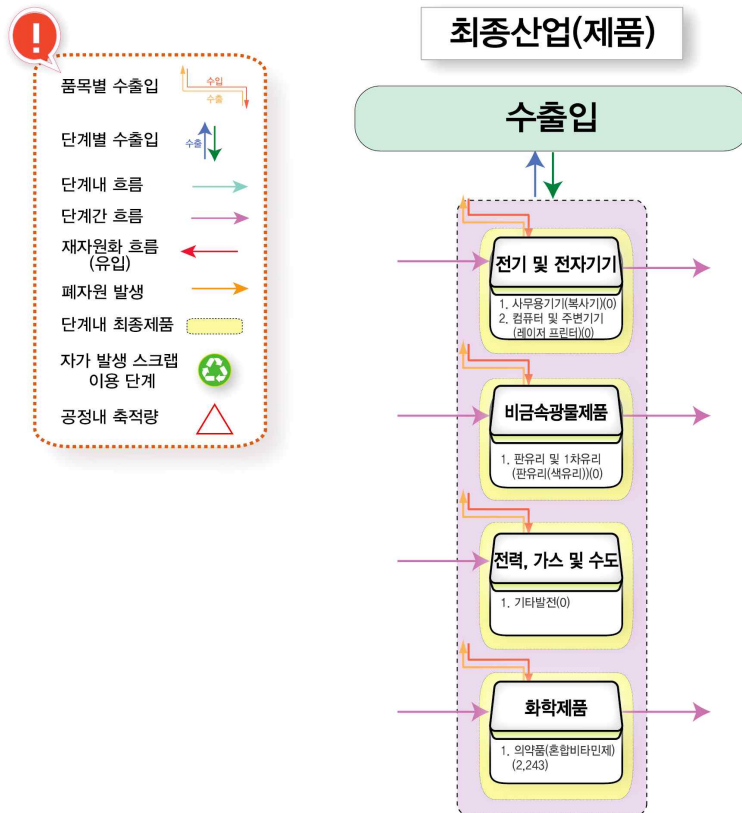 !
품목별 수출입
수입
수출
단계별 수출입
수출
단계내 흐름
단계간 흐름
재자원화 흐름
(유입)
폐자원 발생
단계내 최종제품
자가 발생 스크랩
이용 단계
공정내 축적량
최종산업(제품)
수출입
전기 및 전자기기
1. 사무용기기(복사기)(0)
2. 컴퓨터 및 주변기기
(레이저 프린터)(0)
비금속광물제품
1. 판유리 및 1차유리
(판유리(색유리))(0)
전력, 가스 및 수도
1. 기타발전(0)
화학제품
1. 의약품(혼합비타민제)
(2,243)